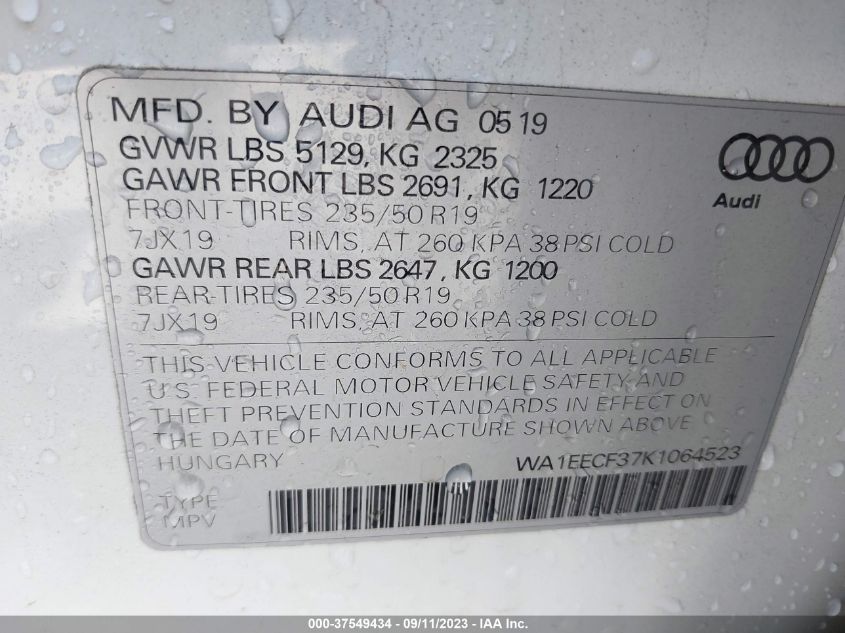 MFD. BY AUDI AG 0519
GVWR LBS 5129, KG 2325
GAWR FRONT LBS 2691, KG 1220
FRONT-TIRES 235/50 R19
7JX19 RIMS, AT 260 KPA 38 PSI COLD
GAWR REAR LBS 2647, KG 1200
REAR-TIRES 235/50 R19
7JX19 RIMS, AT 260 KPA 38 PSI COLD
Audi
THIS-VEHICLE CONFORMS TO ALL APPLICABLE
U.S. FEDERAL MOTOR VEHICLE SAFETY AND
THEFT PREVENTION STANDARDS IN EFFECT ON
THE DATE OF MANUFACTURE SHOWN ABOVE
HUNGARY WA1EECF37K1064523
TYPE
MPV
000-37549434 - 09/11/2023 - IAA Inc.